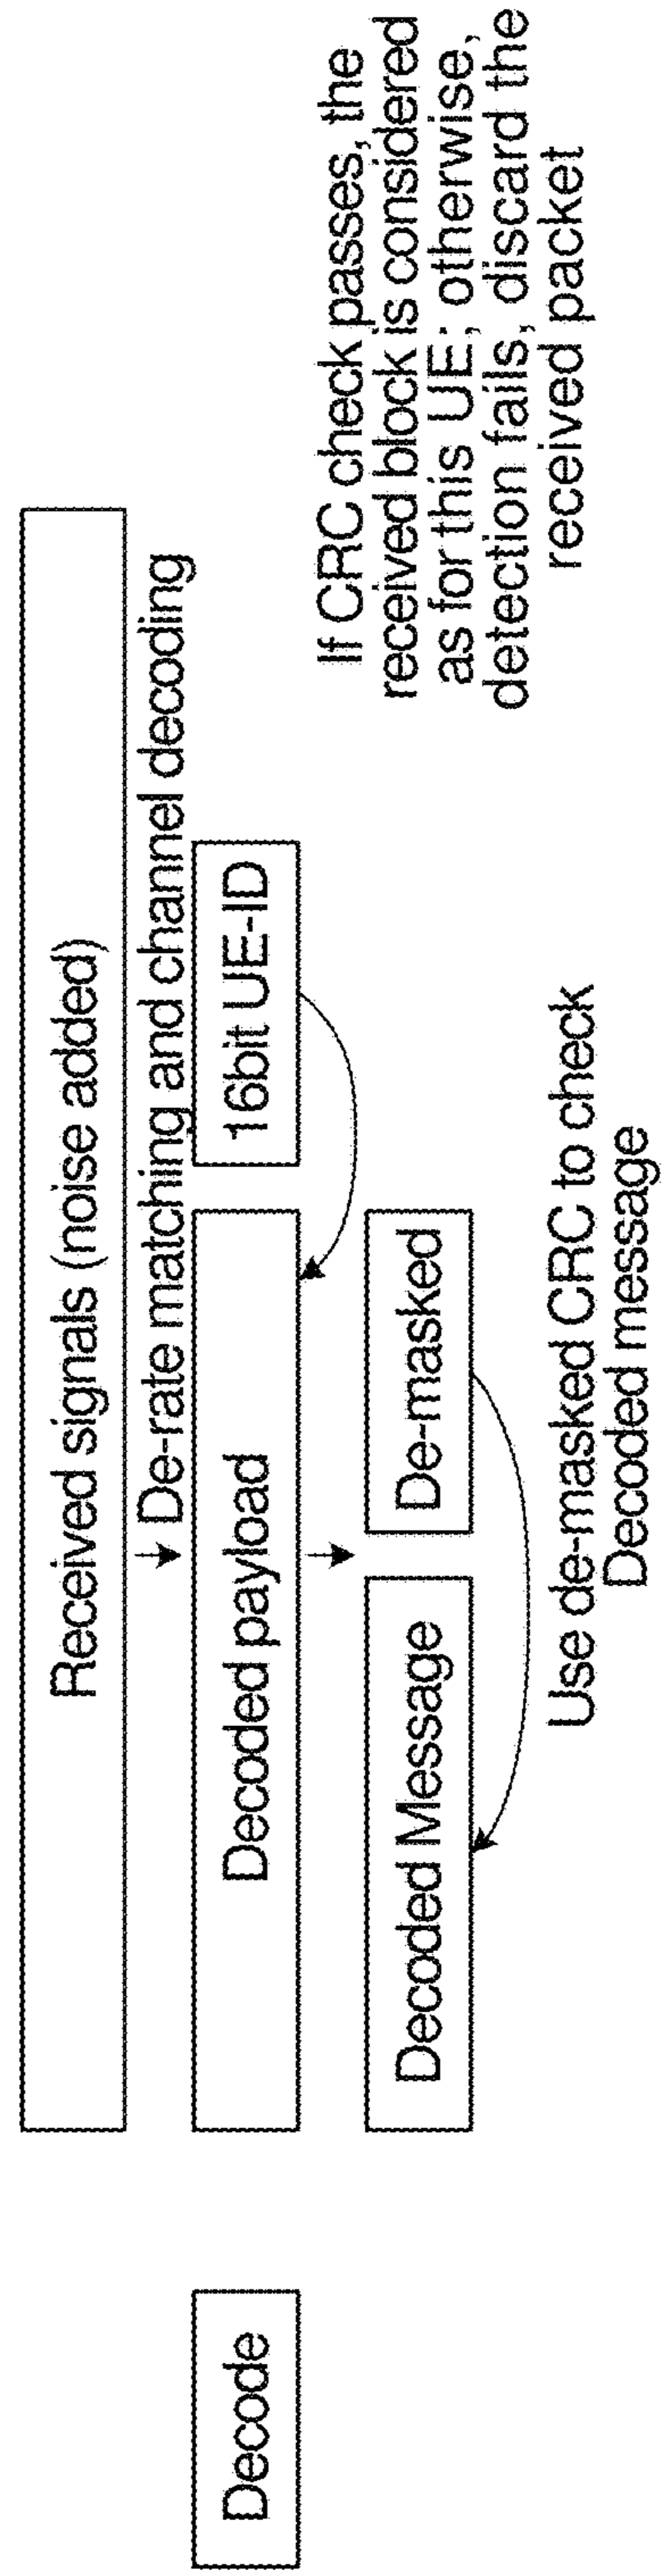 Decode
Received signals (noise added)
De-rate matching and channel decoding
Decoded payload
16bit UE-ID
Decoded Message
De-masked
Use de-masked CRC to check
Decoded message
If CRC check passes, the
received block is considered
as for this UE; otherwise,
detection fails, discard the
received packet